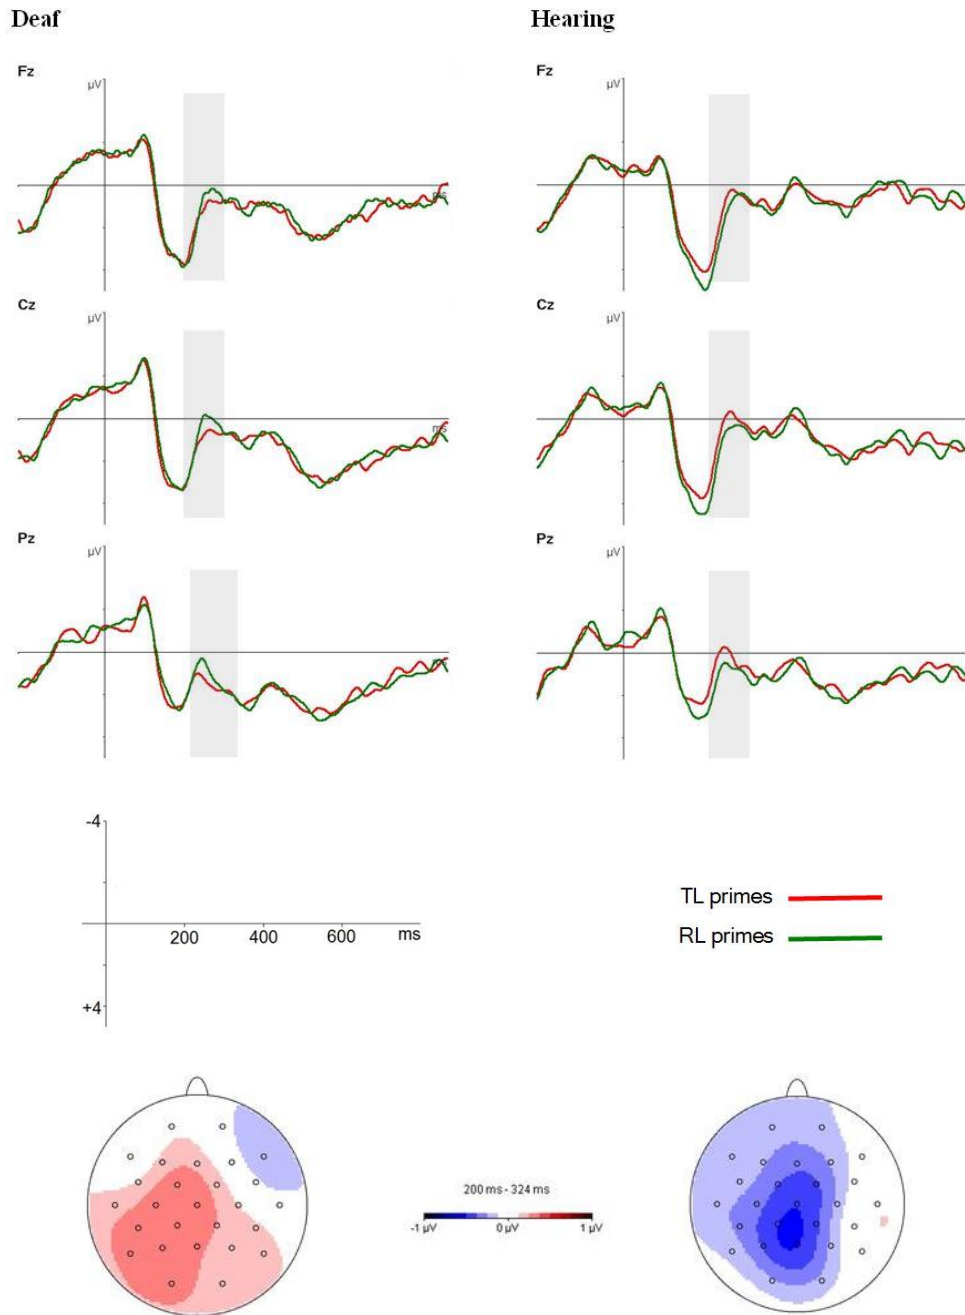 Deaf
Hearing
Fz
Fz
µV
µV
ms
Cz
Cz
µV
µV
ms
Pz
Pz
µV
µV
ms
-4
200 400 600 ms
+4
TL primes
RL primes
200 ms - 324 ms
-1 µV 0 µV 1 µV